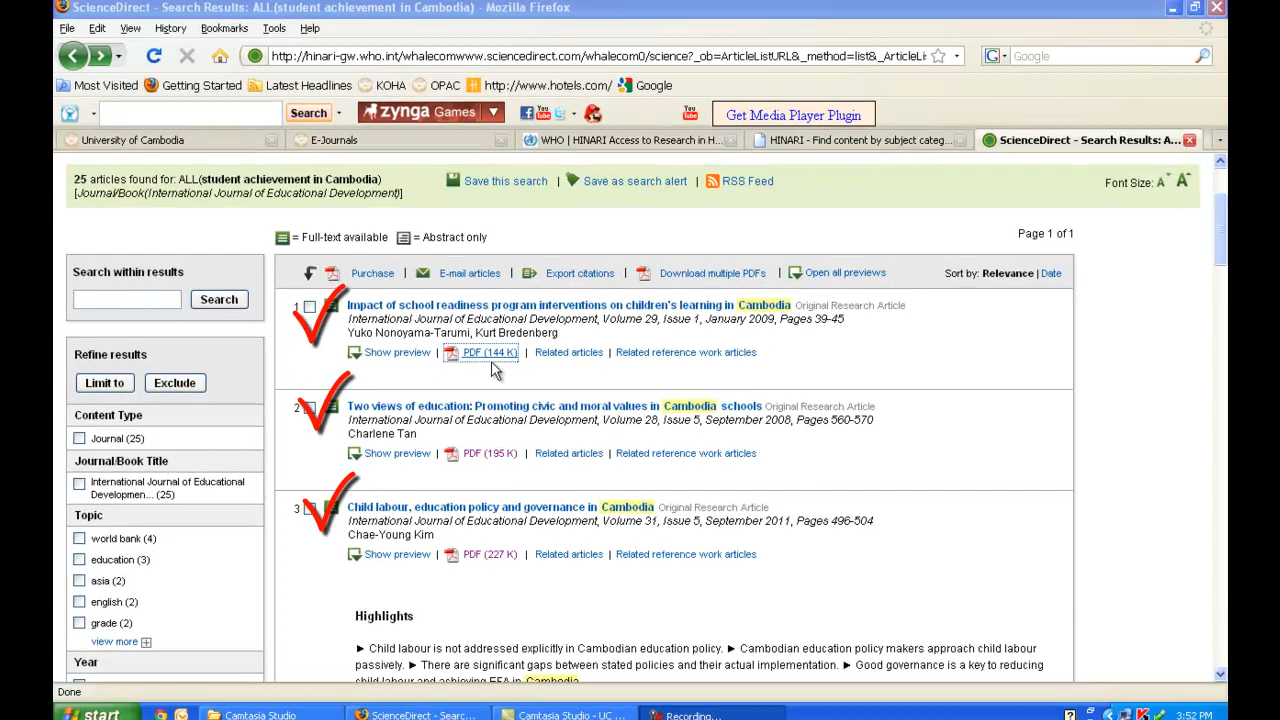 ScienceDirect - Search Results: ALL(student achievement in Cambodia) - Mozilla Firefox
File Edit View History Bookmarks Tools Help
http://hinari-gw.who.int/whalecomwww.sciencedirect.com/whalecom0/science?_ob=ArticleListURL&_method=list&_ArticleLi
Google
Most Visited Getting Started Latest Headlines KOHA OPAC http://www.hotels.com/ Google
Search zynga Games Get Media Player Plugin
University of Cambodia E-Journals WHO | HINARI Access to Research in H... HINARI - Find content by subject categ... ScienceDirect - Search Results: A...
25 articles found for: ALL(student achievement in Cambodia)
[Journal/Book(International Journal of Educational Development)]
Save this search | Save as search alert | RSS Feed
Font Size: A A
= Full-text available = Abstract only
Page 1 of 1
Search within results
Search
Purchase | E-mail articles | Export citations | Download multiple PDFs | Open all previews
Sort by: Relevance | Date
1 Impact of school readiness program interventions on children's learning in Cambodia Original Research Article
International Journal of Educational Development, Volume 29, Issue 1, January 2009, Pages 39-45
Yuko Nonoyama-Tarumi, Kurt Bredenberg
Show preview | PDF (144 K) | Related articles | Related reference work articles
2 Two views of education: Promoting civic and moral values in Cambodia schools Original Research Article
International Journal of Educational Development, Volume 28, Issue 5, September 2008, Pages 560-570
Charlene Tan
Show preview | PDF (195 K) | Related articles | Related reference work articles
3 Child labour, education policy and governance in Cambodia Original Research Article
International Journal of Educational Development, Volume 31, Issue 5, September 2011, Pages 496-504
Chae-Young Kim
Show preview | PDF (227 K) | Related articles | Related reference work articles
Highlights
► Child labour is not addressed explicitly in Cambodian education policy. ► Cambodian education policy makers approach child labour
passively. ► There are significant gaps between stated policies and their actual implementation. ► Good governance is a key to reducing
child labour and achieving EFA in Cambodia.
Refine results
Limit to Exclude
Content Type
Journal (25)
Journal/Book Title
International Journal of Educational
Developmen... (25)
Topic
world bank (4)
education (3)
asia (2)
english (2)
grade (2)
view more
Year
Done
start Camtasia Studio ScienceDirect - Searc... Camtasia Studio - UC ... Recording... 3:52 PM